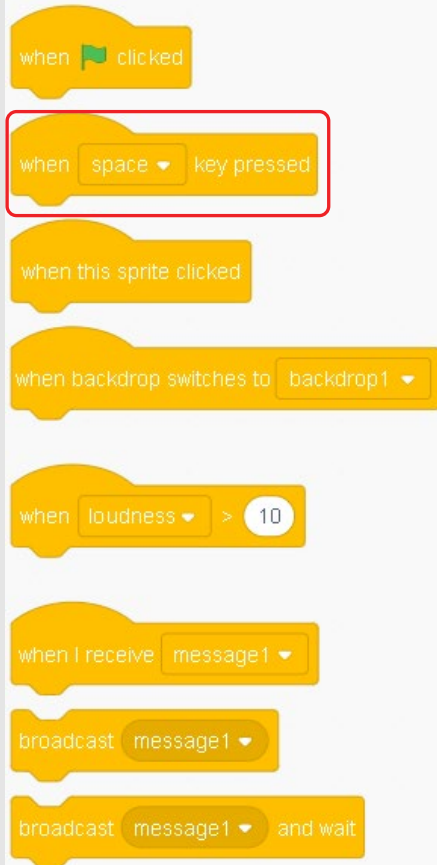 when clicked
when space key pressed
when this sprite clicked
when backdrop switches to backdrop1
when loudness > 10
when I receive message1
broadcast message1
broadcast message1 and wait